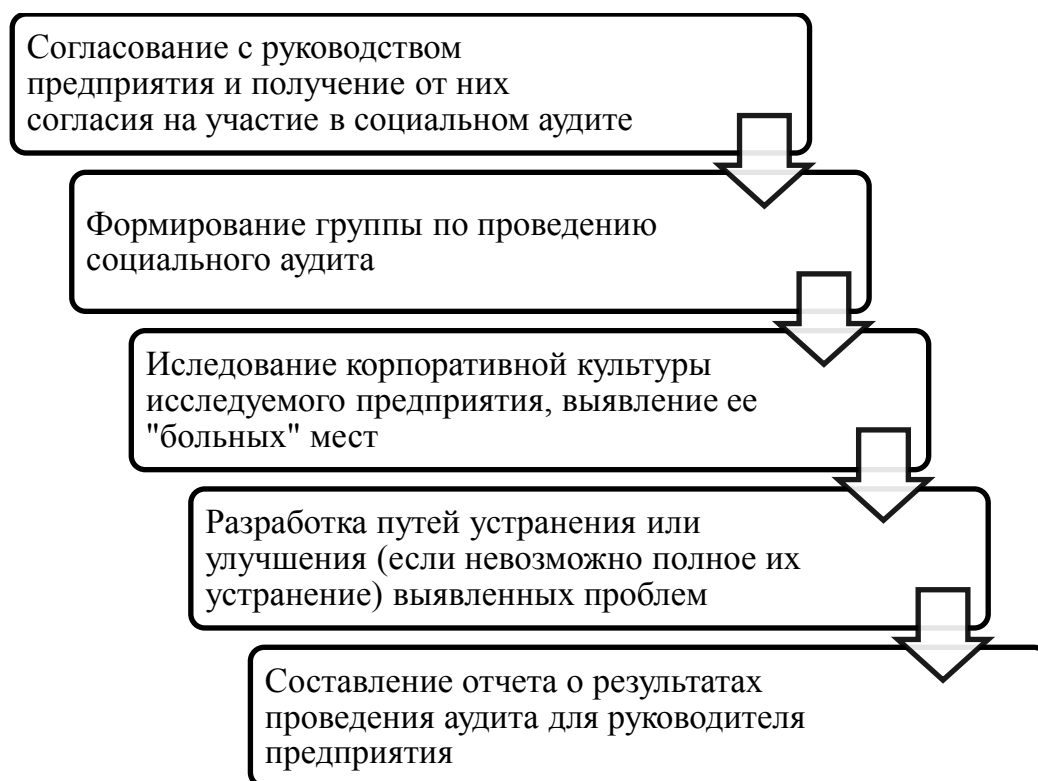 Согласование с руководством
предприятия и получение от них
согласия на участие в социальном аудите
Формирование группы по проведению
социального аудита
Иследование корпоративной культуры
исследуемого предприятия, выявление ее
"больных" мест
Разработка путей устранения или
улучшения (если невозможно полное их
устранение) выявленных проблем
Составление отчета о результатах
проведения аудита для руководителя
предприятия